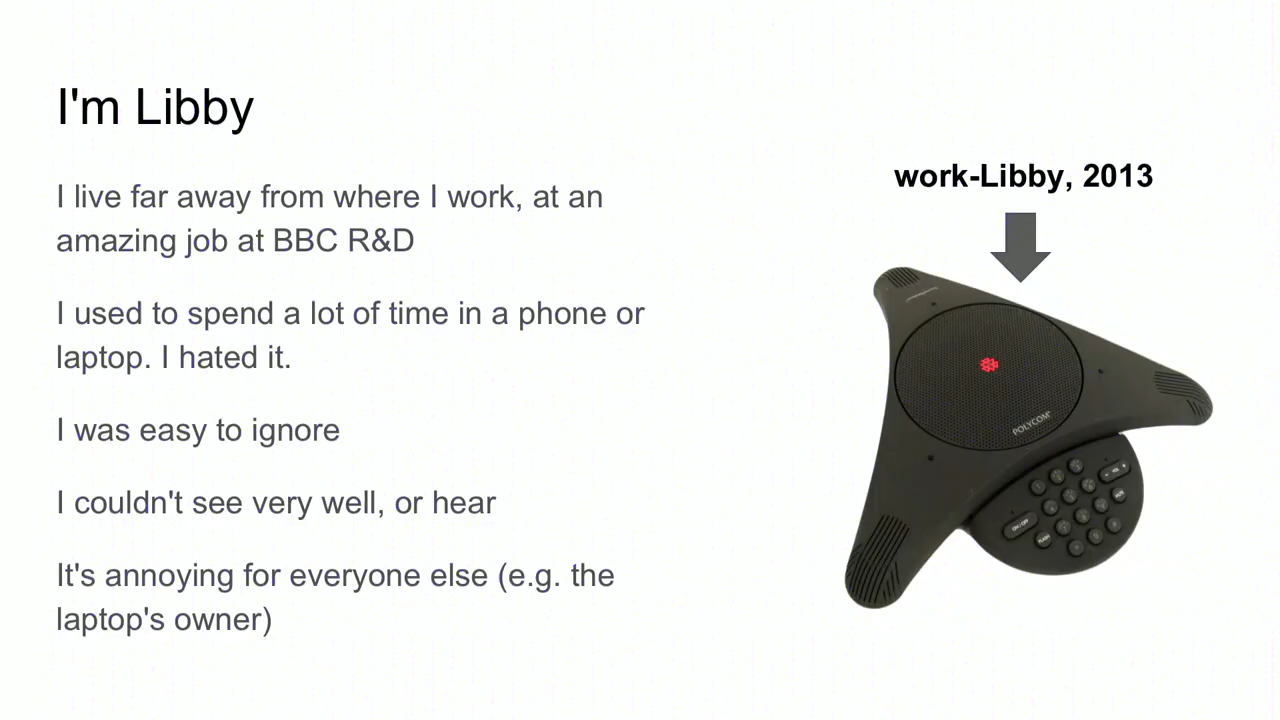 I'm Libby
I live far away from where I work, at an
amazing job at BBC R&D
I used to spend a lot of time in a phone or
laptop. I hated it.
I was easy to ignore
I couldn't see very well, or hear
It's annoying for everyone else (e.g. the
laptop's owner)
work-Libby, 2013
POLYCOM